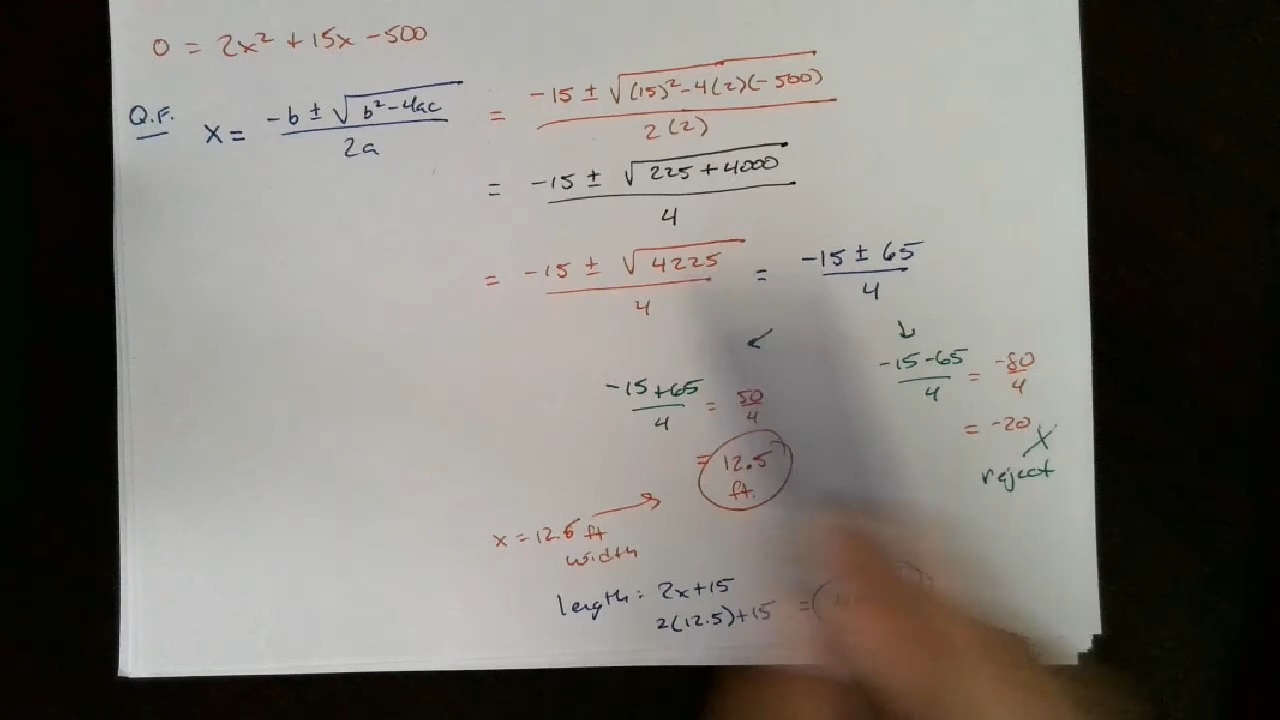 0 = 2x² + 15x - 500
Q.F. x = -b ± √b²-4ac / 2a = -15 ± √(15)²-4(2)(-500) / 2(2)
= -15 ± √225+4000 / 4
= -15 ± √4225 / 4 = -15 ± 65 / 4
-15+65 / 4 = 50 / 4
= 12.5 ft.
-15-65 / 4 = -80 / 4
= -20 X
reject
x = 12.5 ft
width
length: 2x+15
2(12.5)+15 =